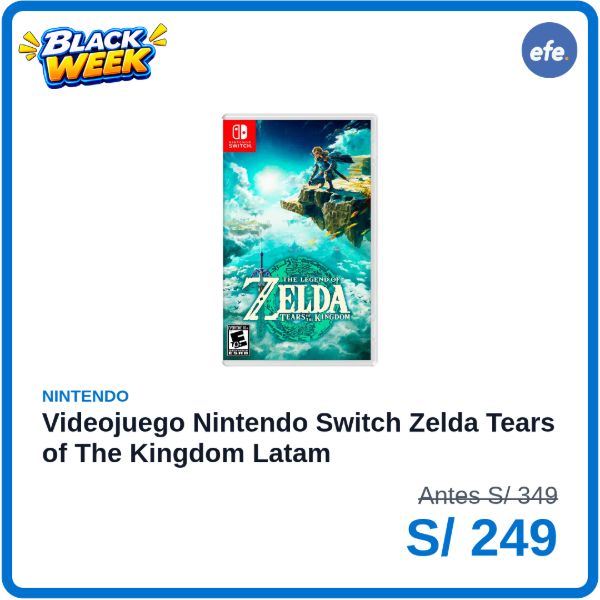 BLACK
WEEK
efe.
NINTENDO
SWITCH
THE LEGEND OF
ZELDA
TEARS OF THE KINGDOM
E
ESRB
NINTENDO
Videojuego Nintendo Switch Zelda Tears
of The Kingdom Latam
Antes S/ 349
S/ 249